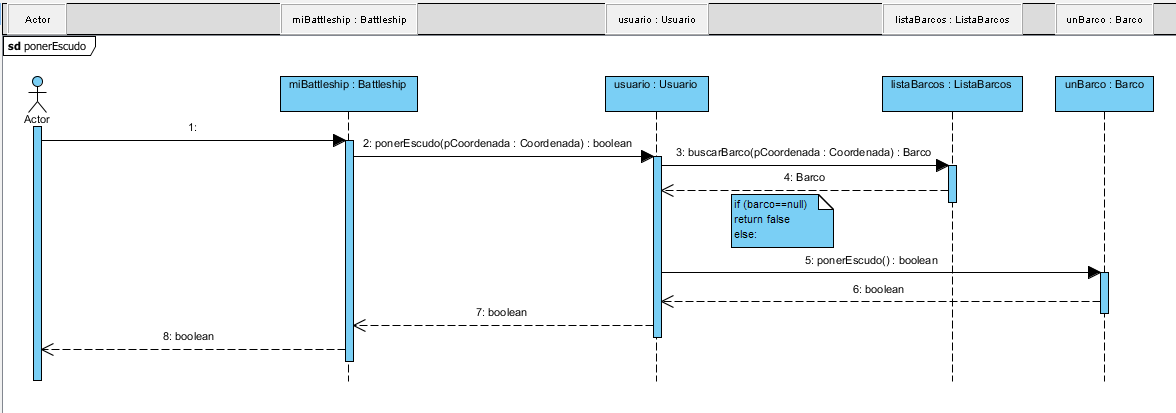 Actor
miBattleship : Battleship
usuario : Usuario
listaBarcos : ListaBarcos
unBarco : Barco
sd ponerEscudo
miBattleship : Battleship
usuario : Usuario
listaBarcos : ListaBarcos
unBarco : Barco
Actor
1:
2: ponerEscudo(pCoordenada : Coordenada) : boolean
3: buscarBarco(pCoordenada : Coordenada) : Barco
4: Barco
if (barco==null)
return false
else:
5: ponerEscudo() : boolean
6: boolean
7: boolean
8: boolean